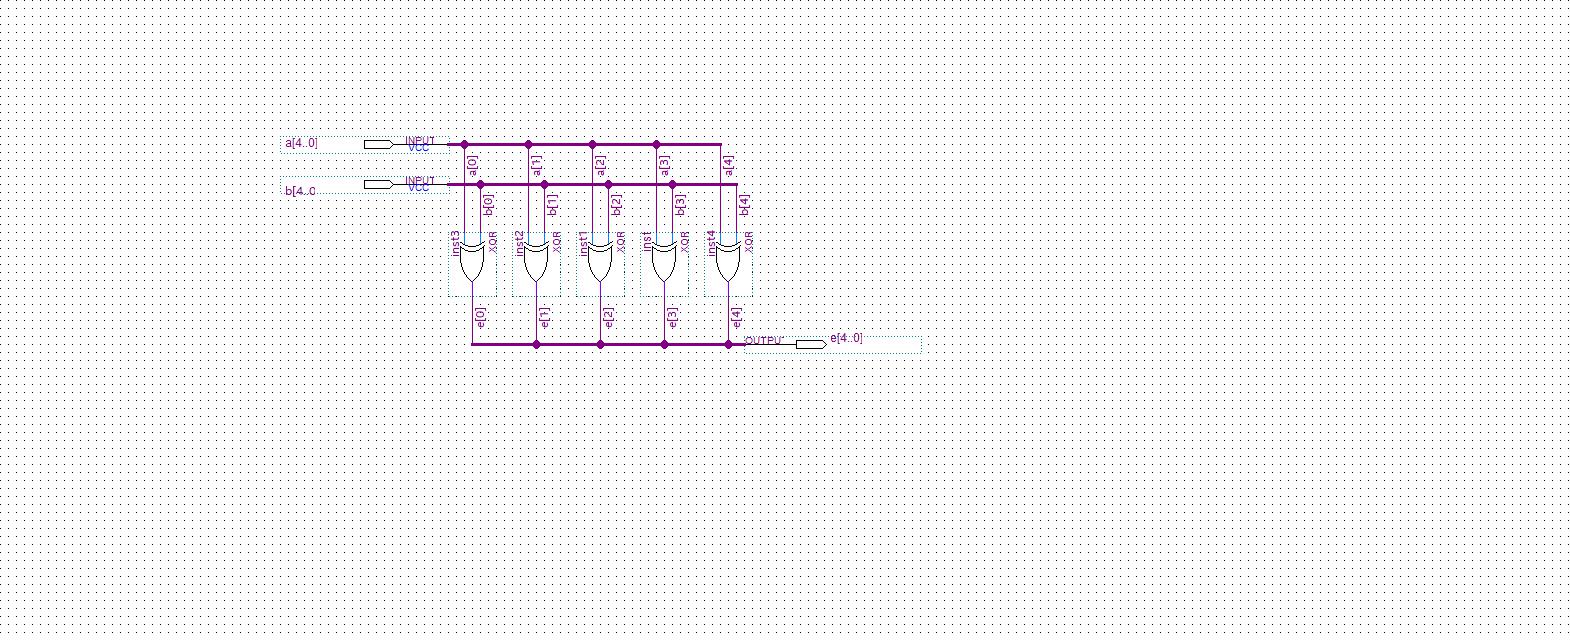 a[4..0] INPUT
VCC
a[0] a[1] a[2] a[3] a[4]
b[4..0 INPUT
VCC
b[0] b[1] b[2] b[3] b[4]
inst3 XOR inst2 XOR inst1 XOR inst XOR inst4 XOR
e[0] e[1] e[2] e[3] e[4]
OUTPU e[4..0]